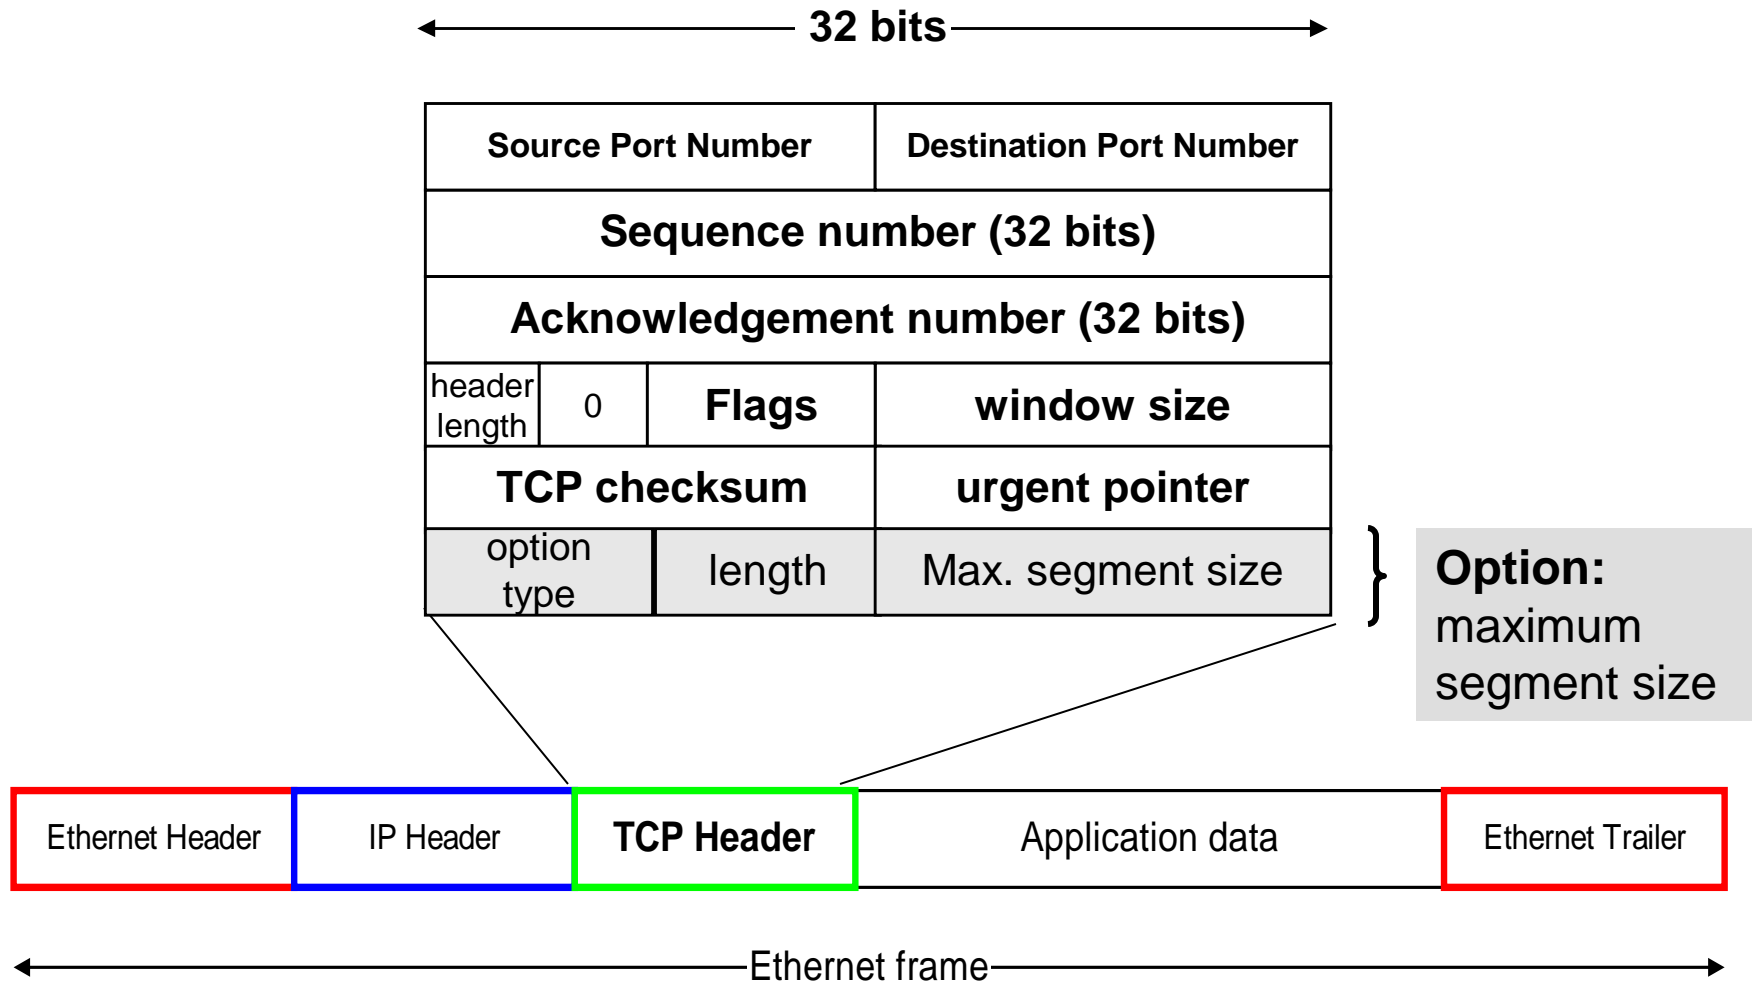 32 bits
Source Port Number
Destination Port Number
Sequence number (32 bits)
Acknowledgement number (32 bits)
header
length
0
Flags
window size
TCP checksum
urgent pointer
option
type
length
Max. segment size
Option:
maximum
segment size
Ethernet Header
IP Header
TCP Header
Application data
Ethernet Trailer
Ethernet frame